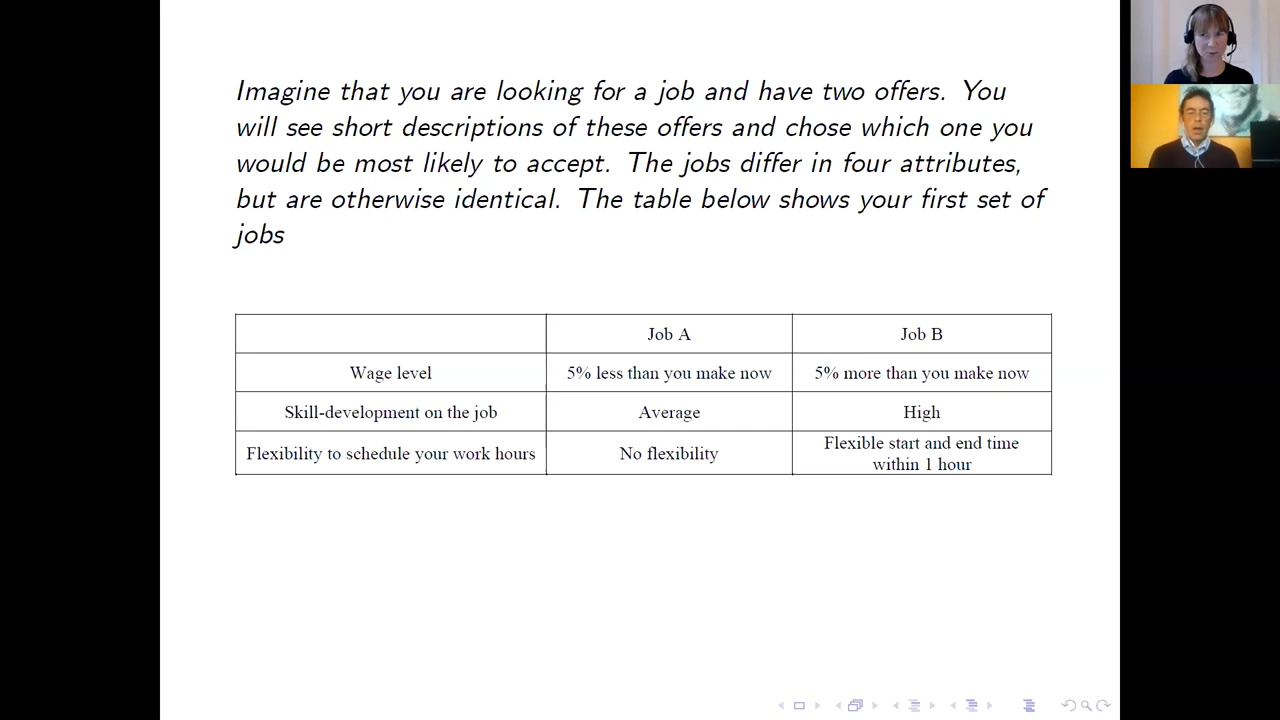 Imagine that you are looking for a job and have two offers. You
will see short descriptions of these offers and chose which one you
would be most likely to accept. The jobs differ in four attributes,
but are otherwise identical. The table below shows your first set of
jobs
Job A
Job B
Wage level
5% less than you make now
5% more than you make now
Skill-development on the job
Average
High
Flexibility to schedule your work hours
No flexibility
Flexible start and end time
within 1 hour